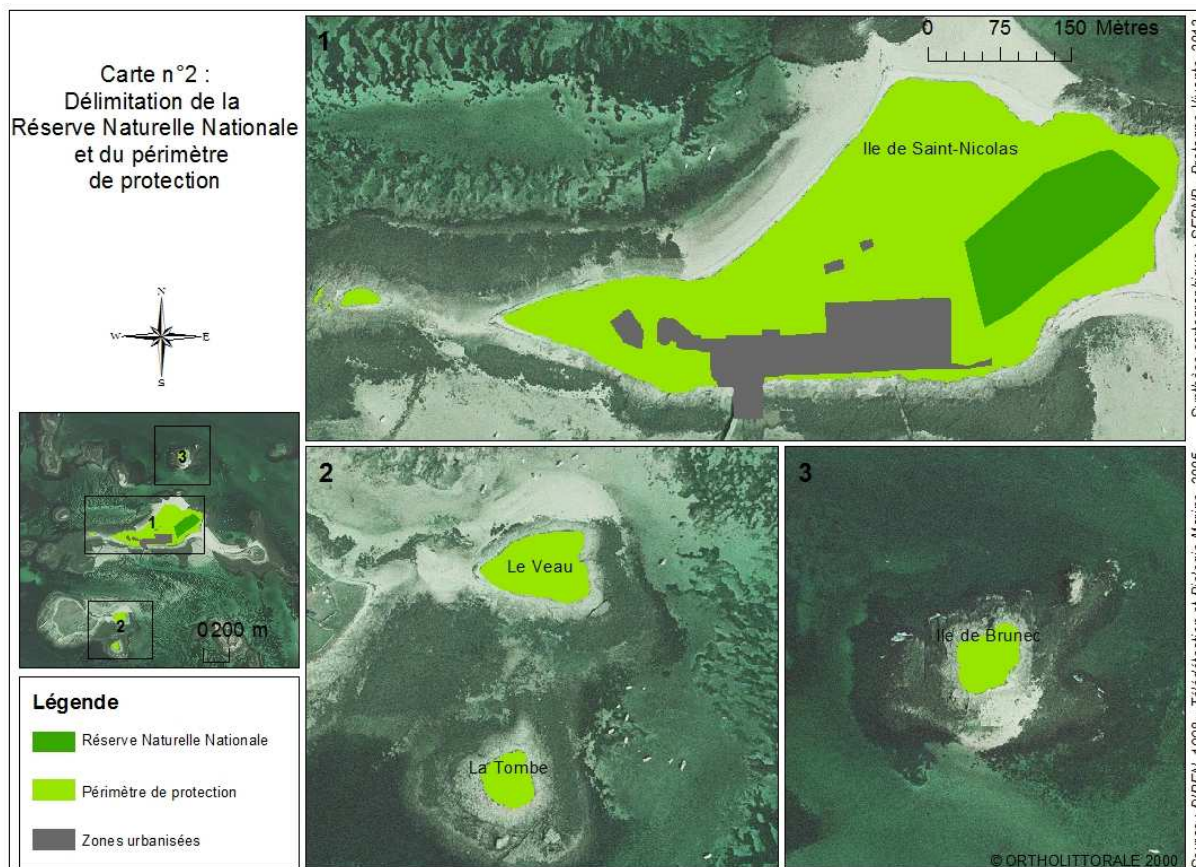 Carte n°2 :
Délimitation de la
Réserve Naturelle Nationale
et du périmètre
de protection
N
W
E
S
3
1
2
0 200 m
Légende
Réserve Naturelle Nationale
Périmètre de protection
Zones urbanisées
1
0 75 150 Mètres
Ile de Saint-Nicolas
2
Le Veau
La Tombe
3
Ile de Brunec
© ORTHOLITTORALE 2000